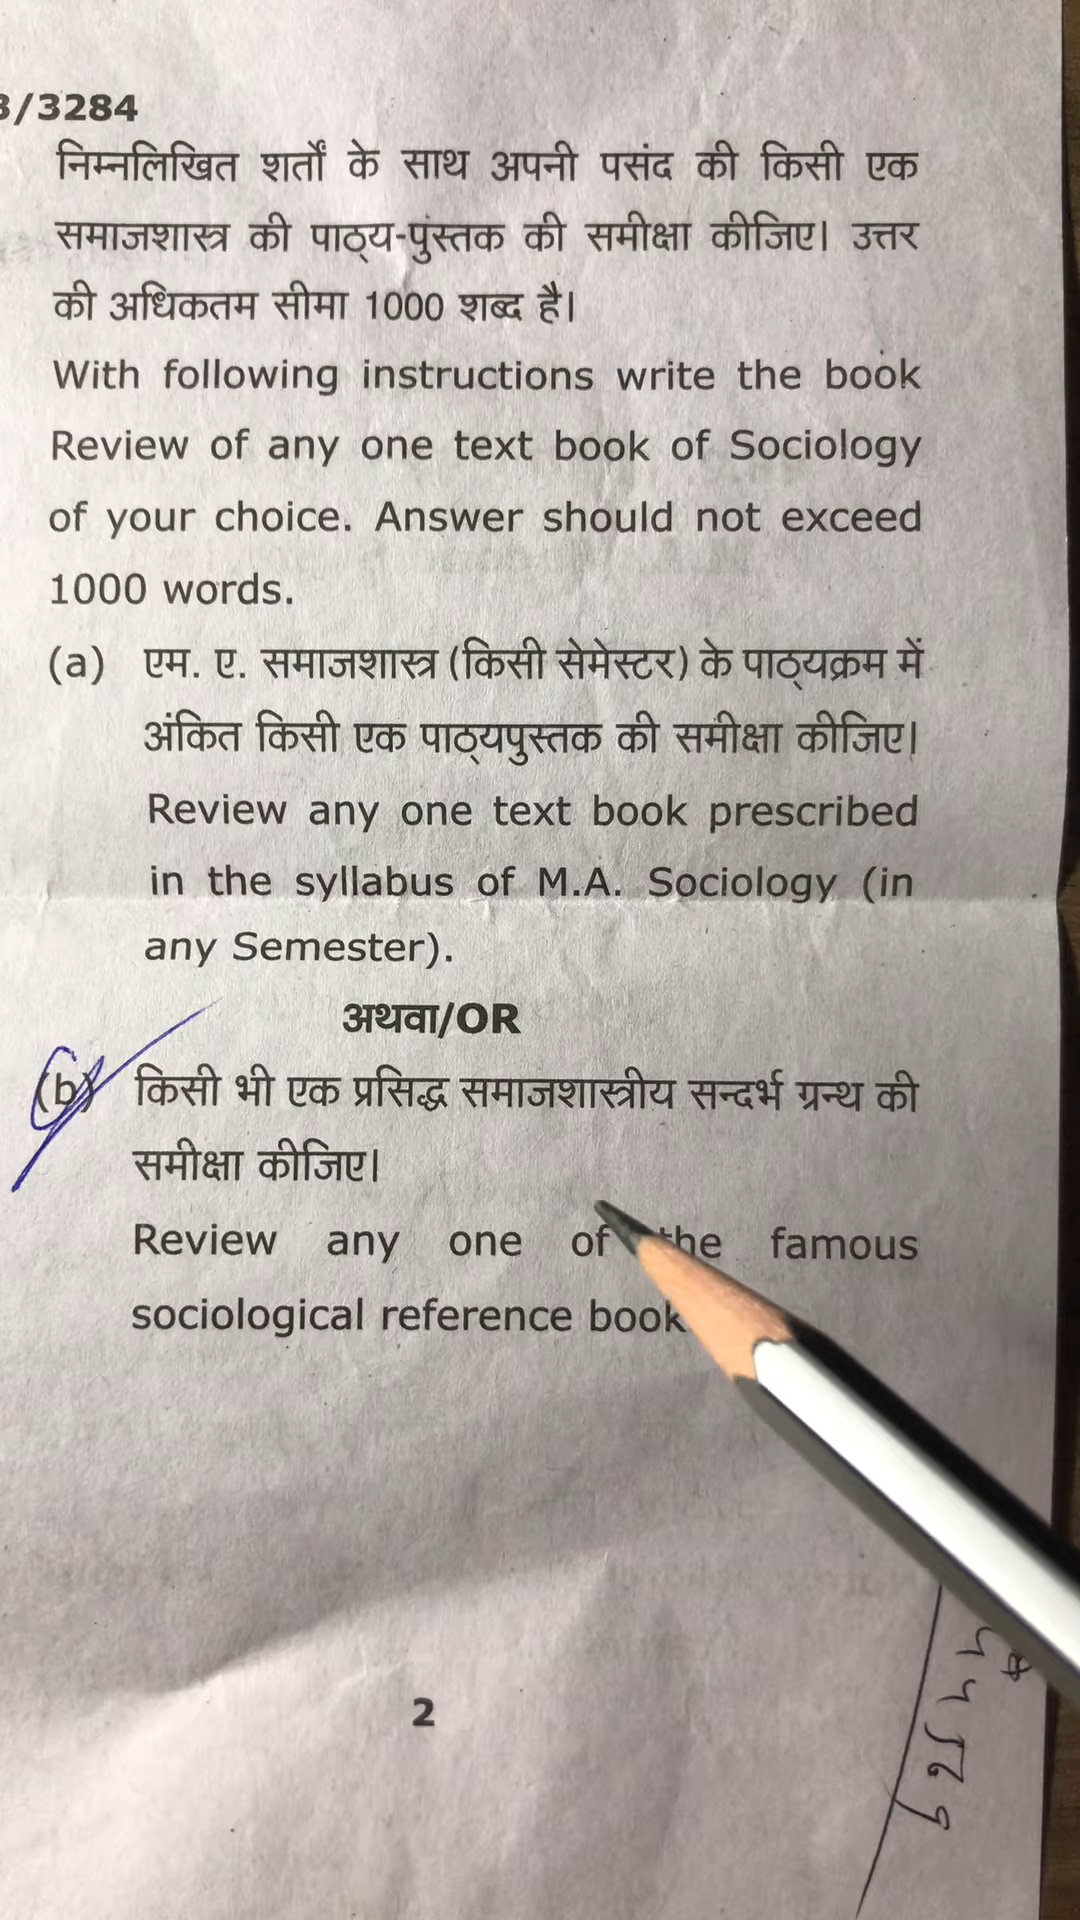 3/3284
निम्नलिखित शर्तों के साथ अपनी पसंद की किसी एक
समाजशास्त्र की पाठ्य-पुस्तक की समीक्षा कीजिए। उत्तर
की अधिकतम सीमा 1000 शब्द है।
With following instructions write the book
Review of any one text book of Sociology
of your choice. Answer should not exceed
1000 words.
(a) एम. ए. समाजशास्त्र (किसी सेमेस्टर) के पाठ्यक्रम में
अंकित किसी एक पाठ्यपुस्तक की समीक्षा कीजिए।
Review any one text book prescribed
in the syllabus of M.A. Sociology (in
any Semester).
अथवा/OR
(b) किसी भी एक प्रसिद्ध समाजशास्त्रीय सन्दर्भ ग्रन्थ की
समीक्षा कीजिए।
Review any one of the famous
sociological reference book
2